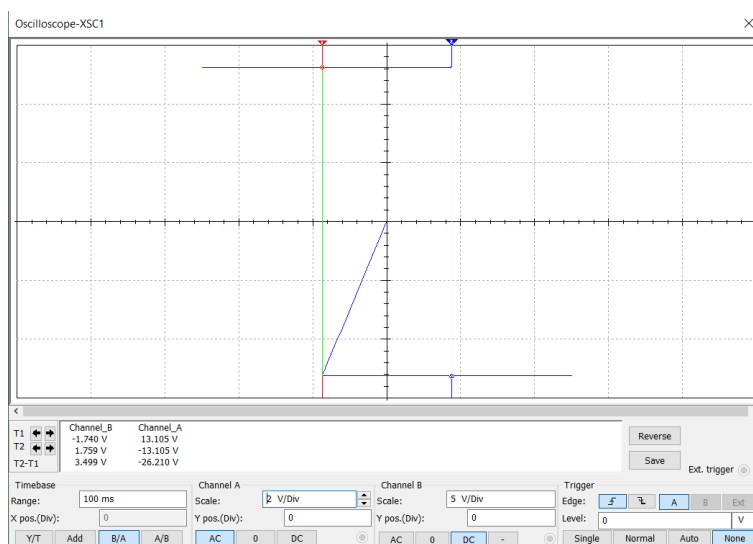 Oscilloscope-XSC1
1
2
T1
T2
T2-T1
Channel_B Channel_A
-1.740 V 13.105 V
1.759 V -13.105 V
3.499 V -26.210 V
Reverse
Save
Ext. trigger
Timebase
Range: 100 ms
X pos.(Div): 0
Y/T Add B/A A/B
Channel A
Scale: 2 V/Div
Y pos.(Div): 0
AC 0 DC
Channel B
Scale: 5 V/Div
Y pos.(Div): 0
AC 0 DC -
Trigger
Edge: A B Ext
Level: 0 V
Single Normal Auto None